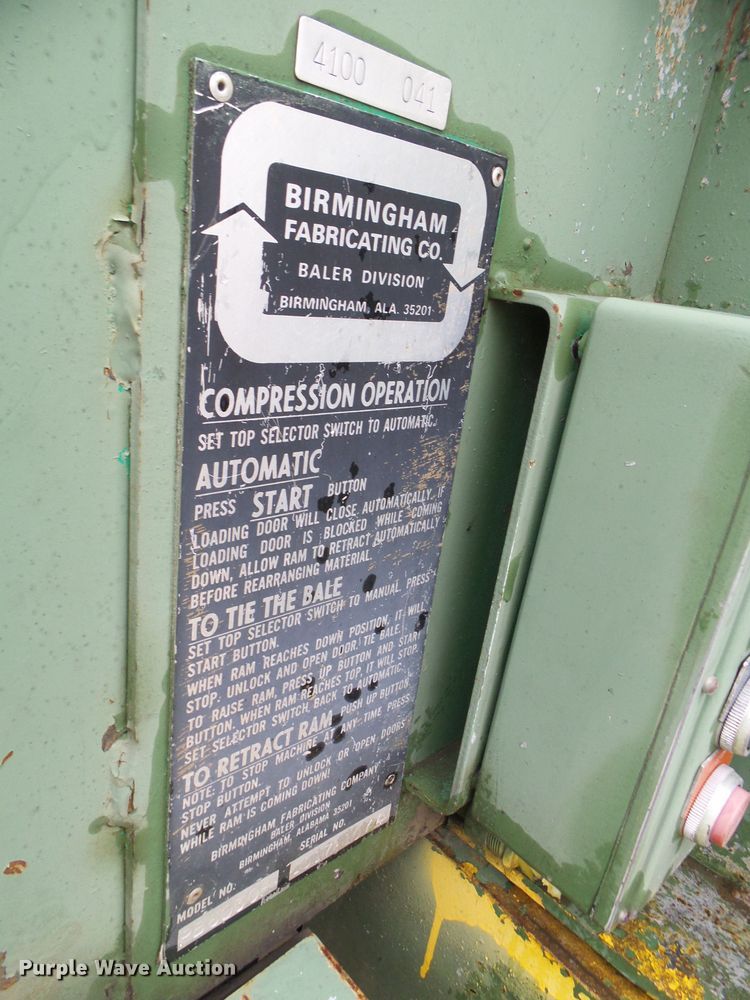 4100 041
BIRMINGHAM
FABRICATING CO.
BALER DIVISION
BIRMINGHAM, ALA. 35201
COMPRESSION OPERATION
SET TOP SELECTOR SWITCH TO AUTOMATIC.
AUTOMATIC
PRESS START BUTTON
LOADING DOOR WILL CLOSE AUTOMATICALLY. IF
LOADING DOOR IS BLOCKED WHILE COMING
DOWN, ALLOW RAM TO RETRACT AUTOMATICALLY
BEFORE REARRANGING MATERIAL.
TO TIE THE BALE
SET TOP SELECTOR SWITCH TO MANUAL. PRESS
START BUTTON.
WHEN RAM REACHES DOWN POSITION, IT WILL
STOP. UNLOCK AND OPEN DOOR. TIE BALE.
TO RAISE RAM, PRESS UP BUTTON AND START
BUTTON. WHEN RAM REACHES TOP, IT WILL STOP.
SET SELECTOR SWITCH BACK TO AUTOMATIC.
TO RETRACT RAM PUSH UP BUTTON
NOTE: TO STOP MACHINE AT ANY TIME PRESS
STOP BUTTON.
NEVER ATTEMPT TO UNLOCK OR OPEN DOORS
WHILE RAM IS COMING DOWN!
BIRMINGHAM FABRICATING COMPANY
BALER DIVISION
BIRMINGHAM, ALABAMA 35201
MODEL NO. SERIAL NO.
Purple Wave Auction